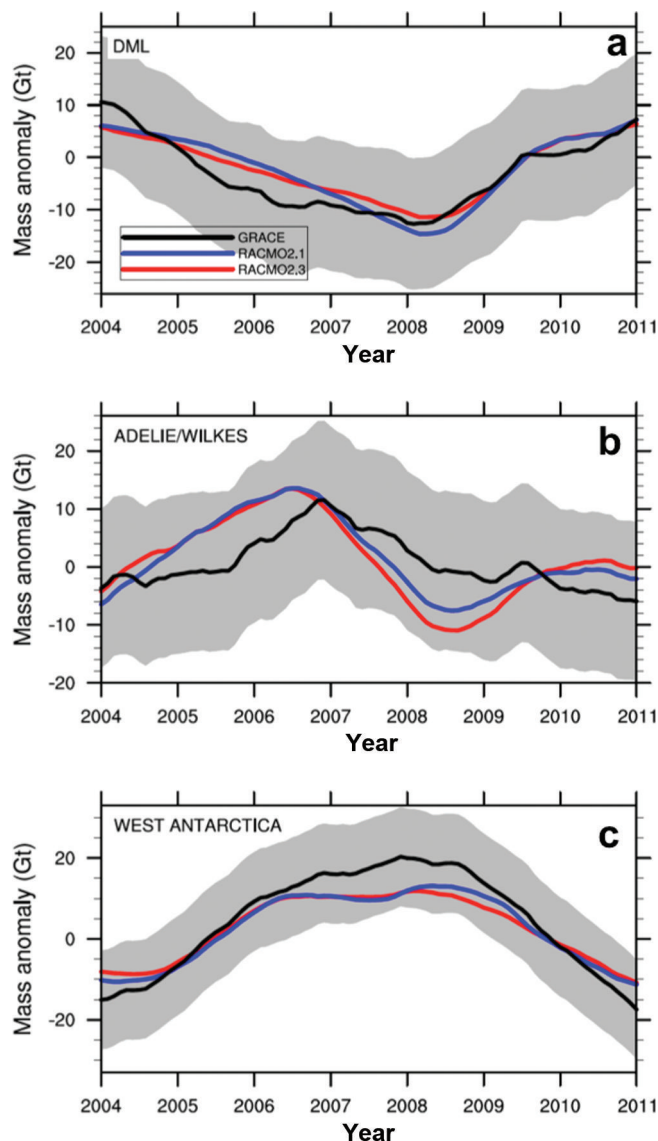 DML
a
20
10
0
-10
-20
Mass anomaly (Gt)
GRACE
RACMO2.1
RACMO2.3
2004 2005 2006 2007 2008 2009 2010 2011
Year
ADELIE/WILKES
b
20
10
0
-10
-20
Mass anomaly (Gt)
2004 2005 2006 2007 2008 2009 2010 2011
Year
WEST ANTARCTICA
c
20
0
-20
Mass anomaly (Gt)
2004 2005 2006 2007 2008 2009 2010 2011
Year